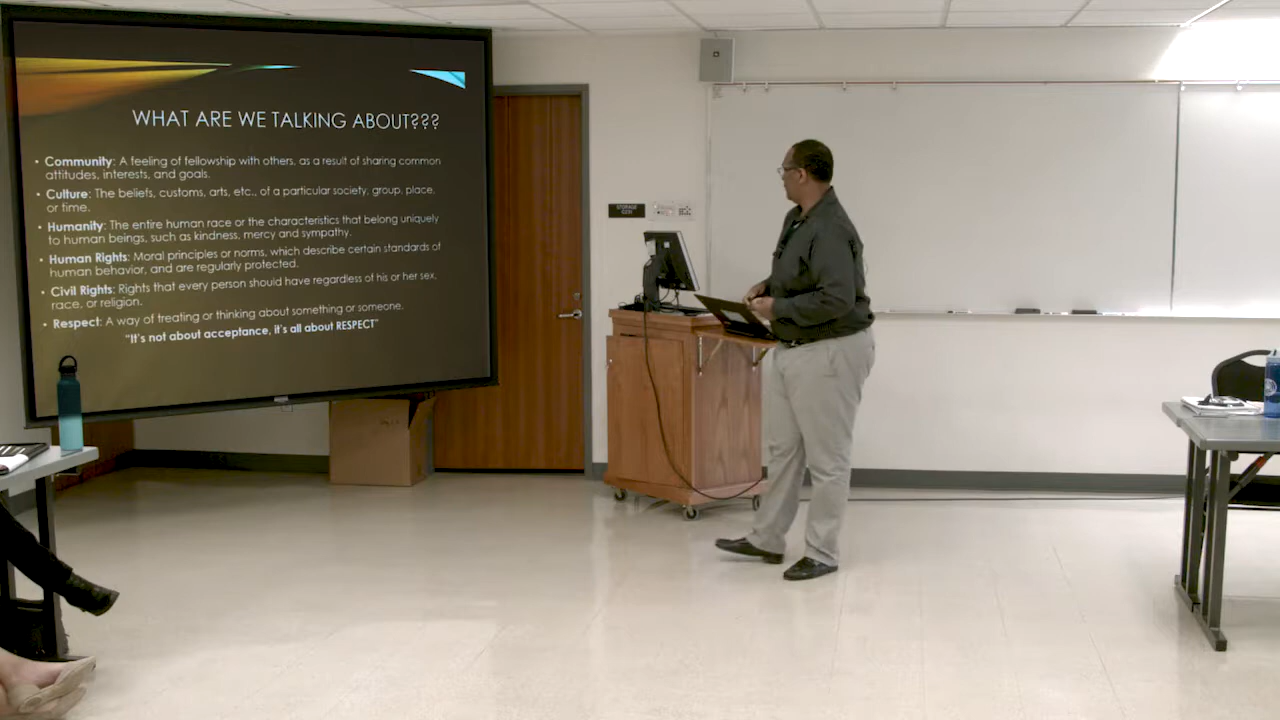 WHAT ARE WE TALKING ABOUT???
• Community: A feeling of fellowship with others, as a result of sharing common
attitudes, interests, and goals.
• Culture: The beliefs, customs, arts, etc., of a particular society, group, place,
or time.
• Humanity: The entire human race or the characteristics that belong uniquely
to human beings, such as kindness, mercy and sympathy.
• Human Rights: Moral principles or norms, which describe certain standards of
human behavior, and are regularly protected.
• Civil Rights: Rights that every person should have regardless of his or her sex,
race, or religion.
• Respect: A way of treating or thinking about something or someone.
"It's not about acceptance, it's all about RESPECT"
STORAGE